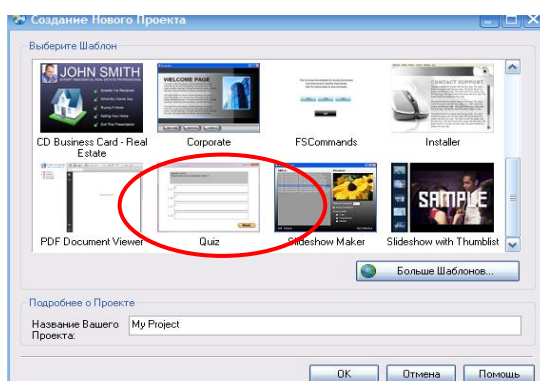 Создание Нового Проекта
Выберите Шаблон
JOHN SMITH
WELCOME PAGE
CONTACT SUPPORT
CD Business Card - Real Estate
Corporate
FSCommands
Installer
SAMPLE
PDF Document Viewer
Quiz
Slideshow Maker
Slideshow with Thumblist
Больше Шаблонов...
Подробнее о Проекте
Название Вашего Проекта:
My Project
OK
Отмена
Помощь